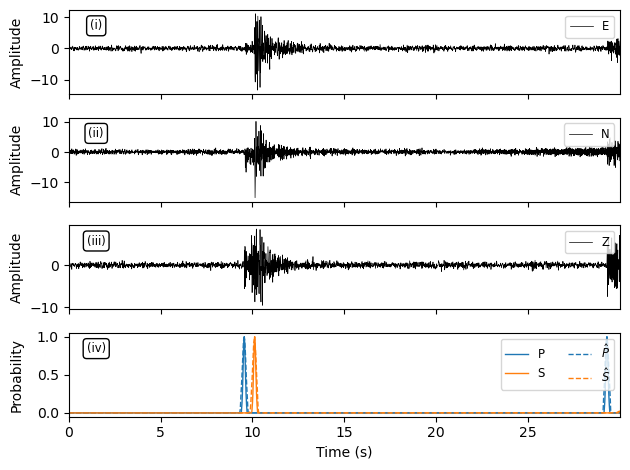 (i)
E
Amplitude
10
0
−10
(ii)
N
Amplitude
10
0
−10
(iii)
Z
Amplitude
0
−10
(iv)
P
S
P̂
Ŝ
Probability
1.0
0.5
0.0
0 5 10 15 20 25
Time (s)